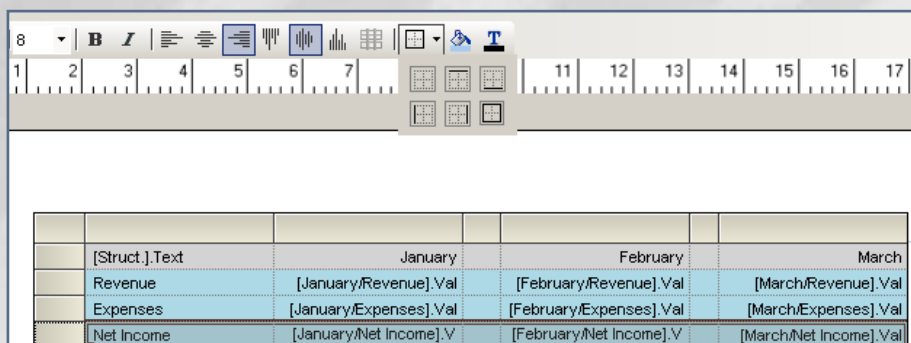 8 B I T
1 2 3 4 5 6 7 11 12 13 14 15 16 17
[Struct.].Text January February March
Revenue [January/Revenue].Val [February/Revenue].Val [March/Revenue].Val
Expenses [January/Expenses].Val [February/Expenses].Val [March/Expenses].Val
Net Income [January/Net Income].V [February/Net Income].V [March/Net Income].Val